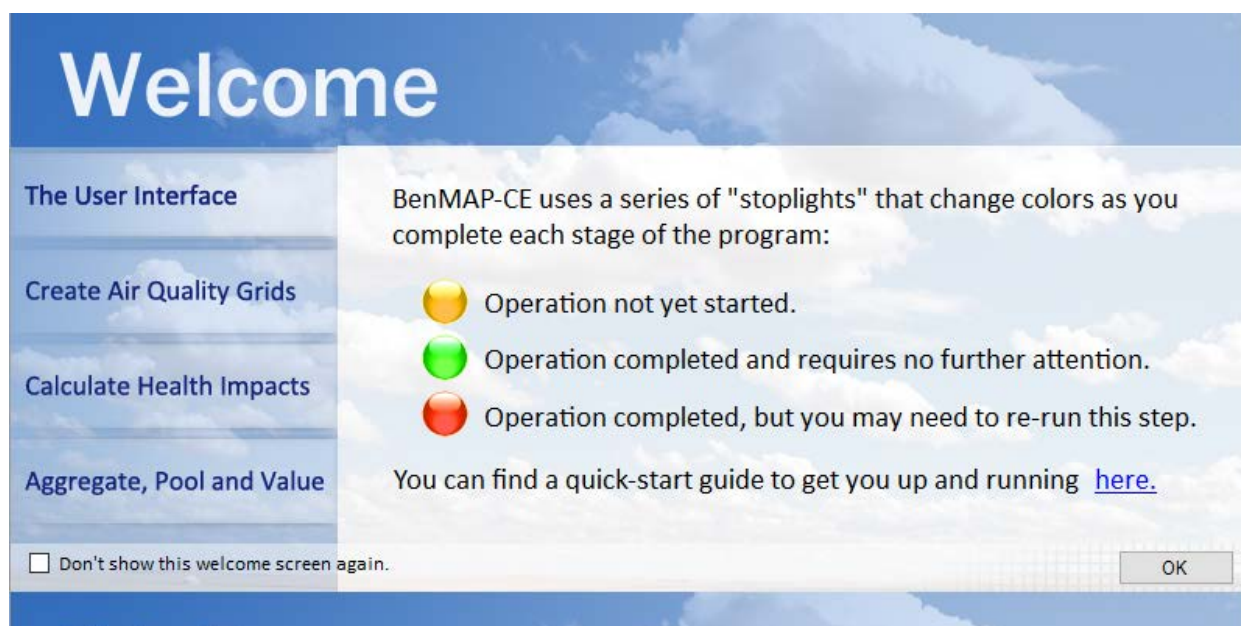 Welcome
The User Interface
Create Air Quality Grids
Calculate Health Impacts
Aggregate, Pool and Value
BenMAP-CE uses a series of "stoplights" that change colors as you
complete each stage of the program:
Operation not yet started.
Operation completed and requires no further attention.
Operation completed, but you may need to re-run this step.
You can find a quick-start guide to get you up and running here.
Don't show this welcome screen again.
OK